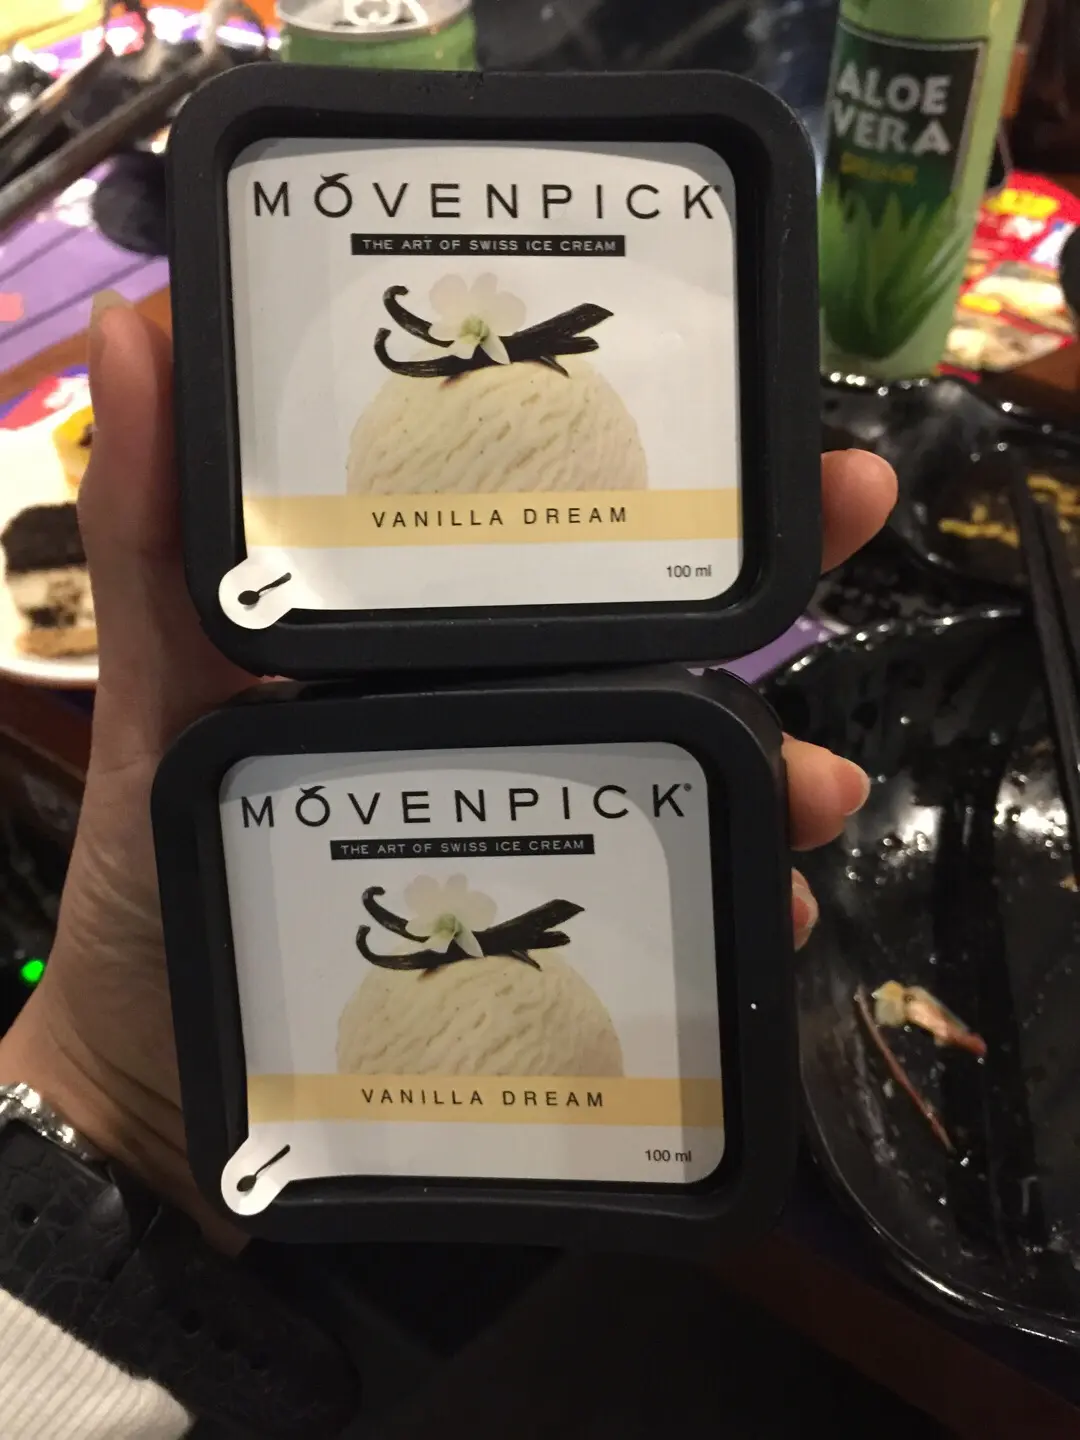 MÖVENPICK®
THE ART OF SWISS ICE CREAM
VANILLA DREAM
100 ml
MÖVENPICK®
THE ART OF SWISS ICE CREAM
VANILLA DREAM
100 ml
ALOE
VERA